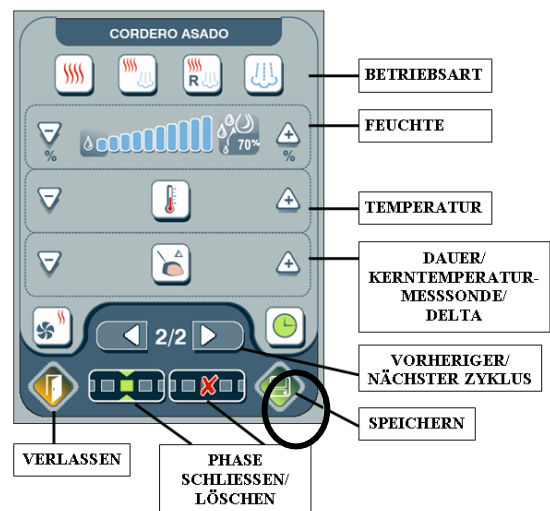 CORDERO ASADO
R
BETRIEBSART
FEUCHTE
%
70%
%
TEMPERATUR
DAUER/
KERNTEMPERATUR-
MESSSONDE/
DELTA
2/2
VORHERIGER/
NÄCHSTER ZYKLUS
SPEICHERN
VERLASSEN
PHASE
SCHLIESSEN/
LÖSCHEN